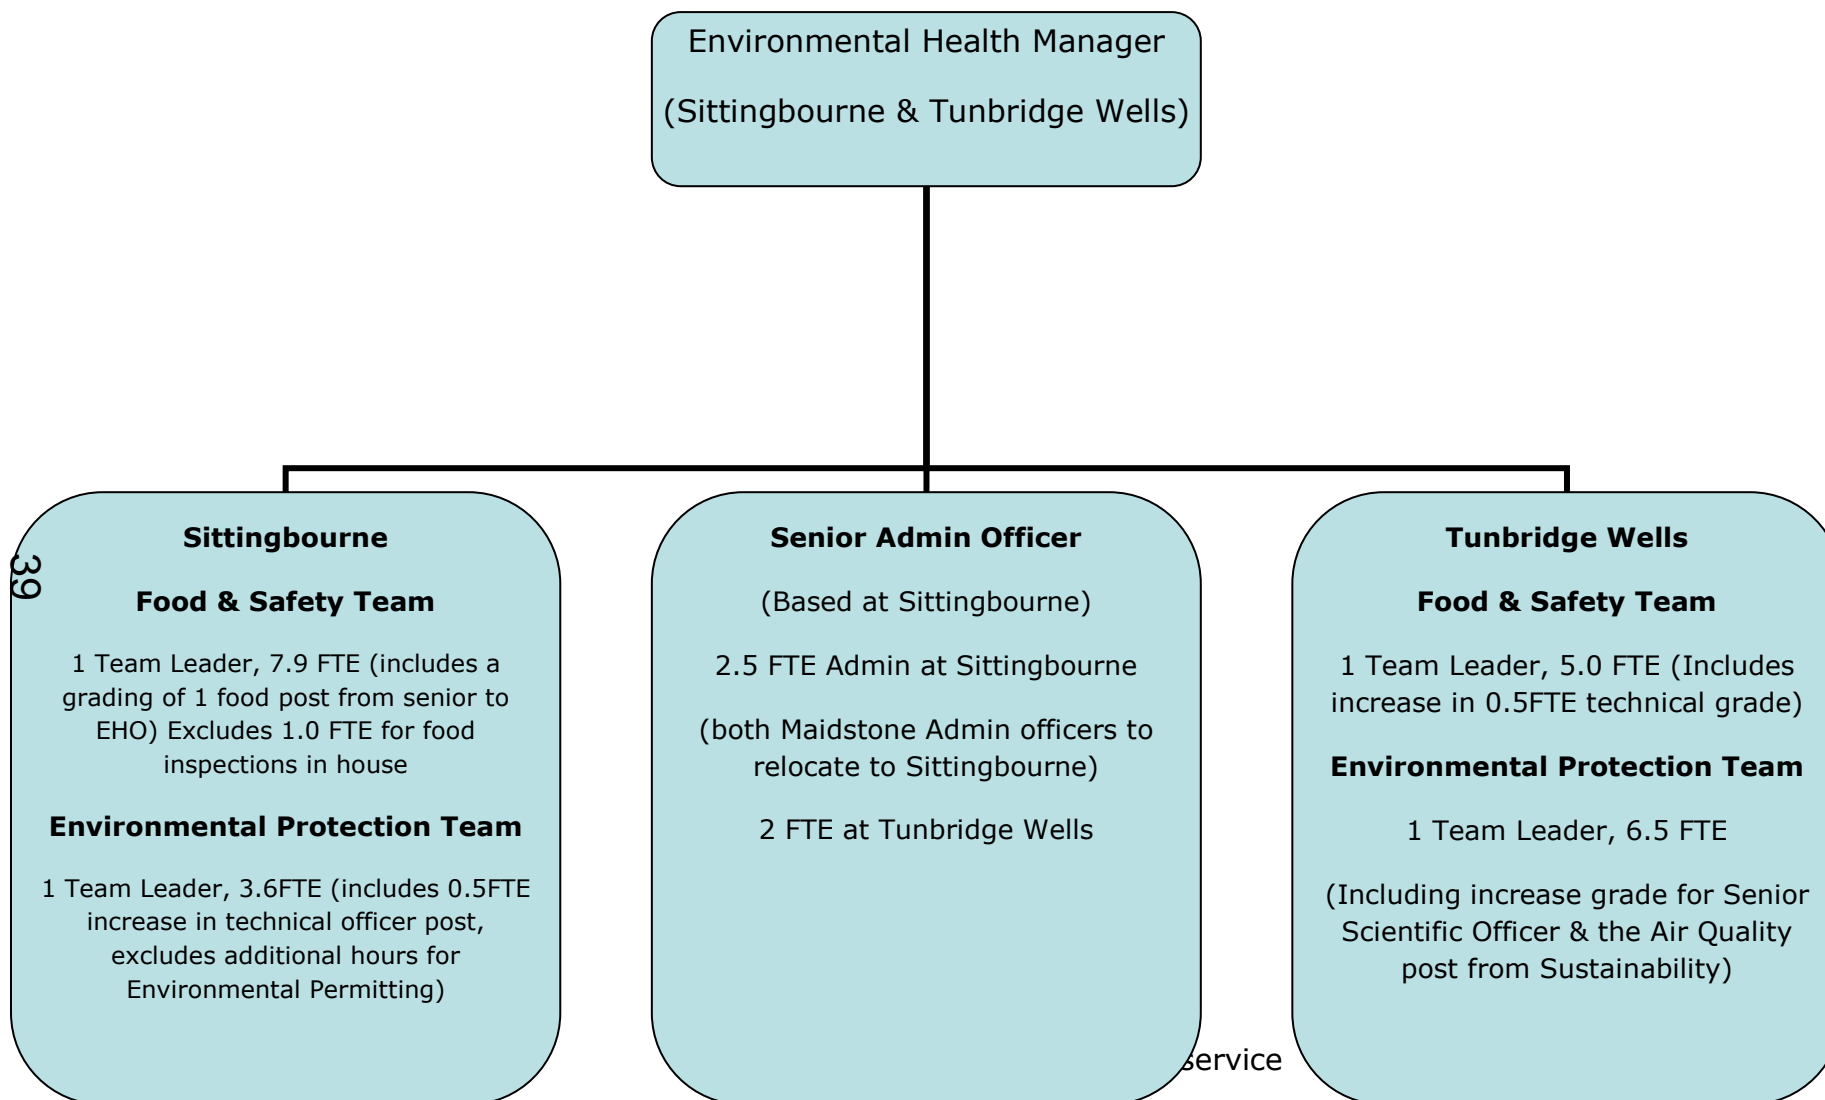 Environmental Health Manager
(Sittingbourne & Tunbridge Wells)
Sittingbourne
Food & Safety Team
1 Team Leader, 7.9 FTE (includes a
grading of 1 food post from senior to
EHO) Excludes 1.0 FTE for food
inspections in house
Environmental Protection Team
1 Team Leader, 3.6FTE (includes 0.5FTE
increase in technical officer post,
excludes additional hours for
Environmental Permitting)
39
Senior Admin Officer
(Based at Sittingbourne)
2.5 FTE Admin at Sittingbourne
(both Maidstone Admin officers to
relocate to Sittingbourne)
2 FTE at Tunbridge Wells
Tunbridge Wells
Food & Safety Team
1 Team Leader, 5.0 FTE (Includes
increase in 0.5FTE technical grade)
Environmental Protection Team
1 Team Leader, 6.5 FTE
(Including increase grade for Senior
Scientific Officer & the Air Quality
post from Sustainability)
service